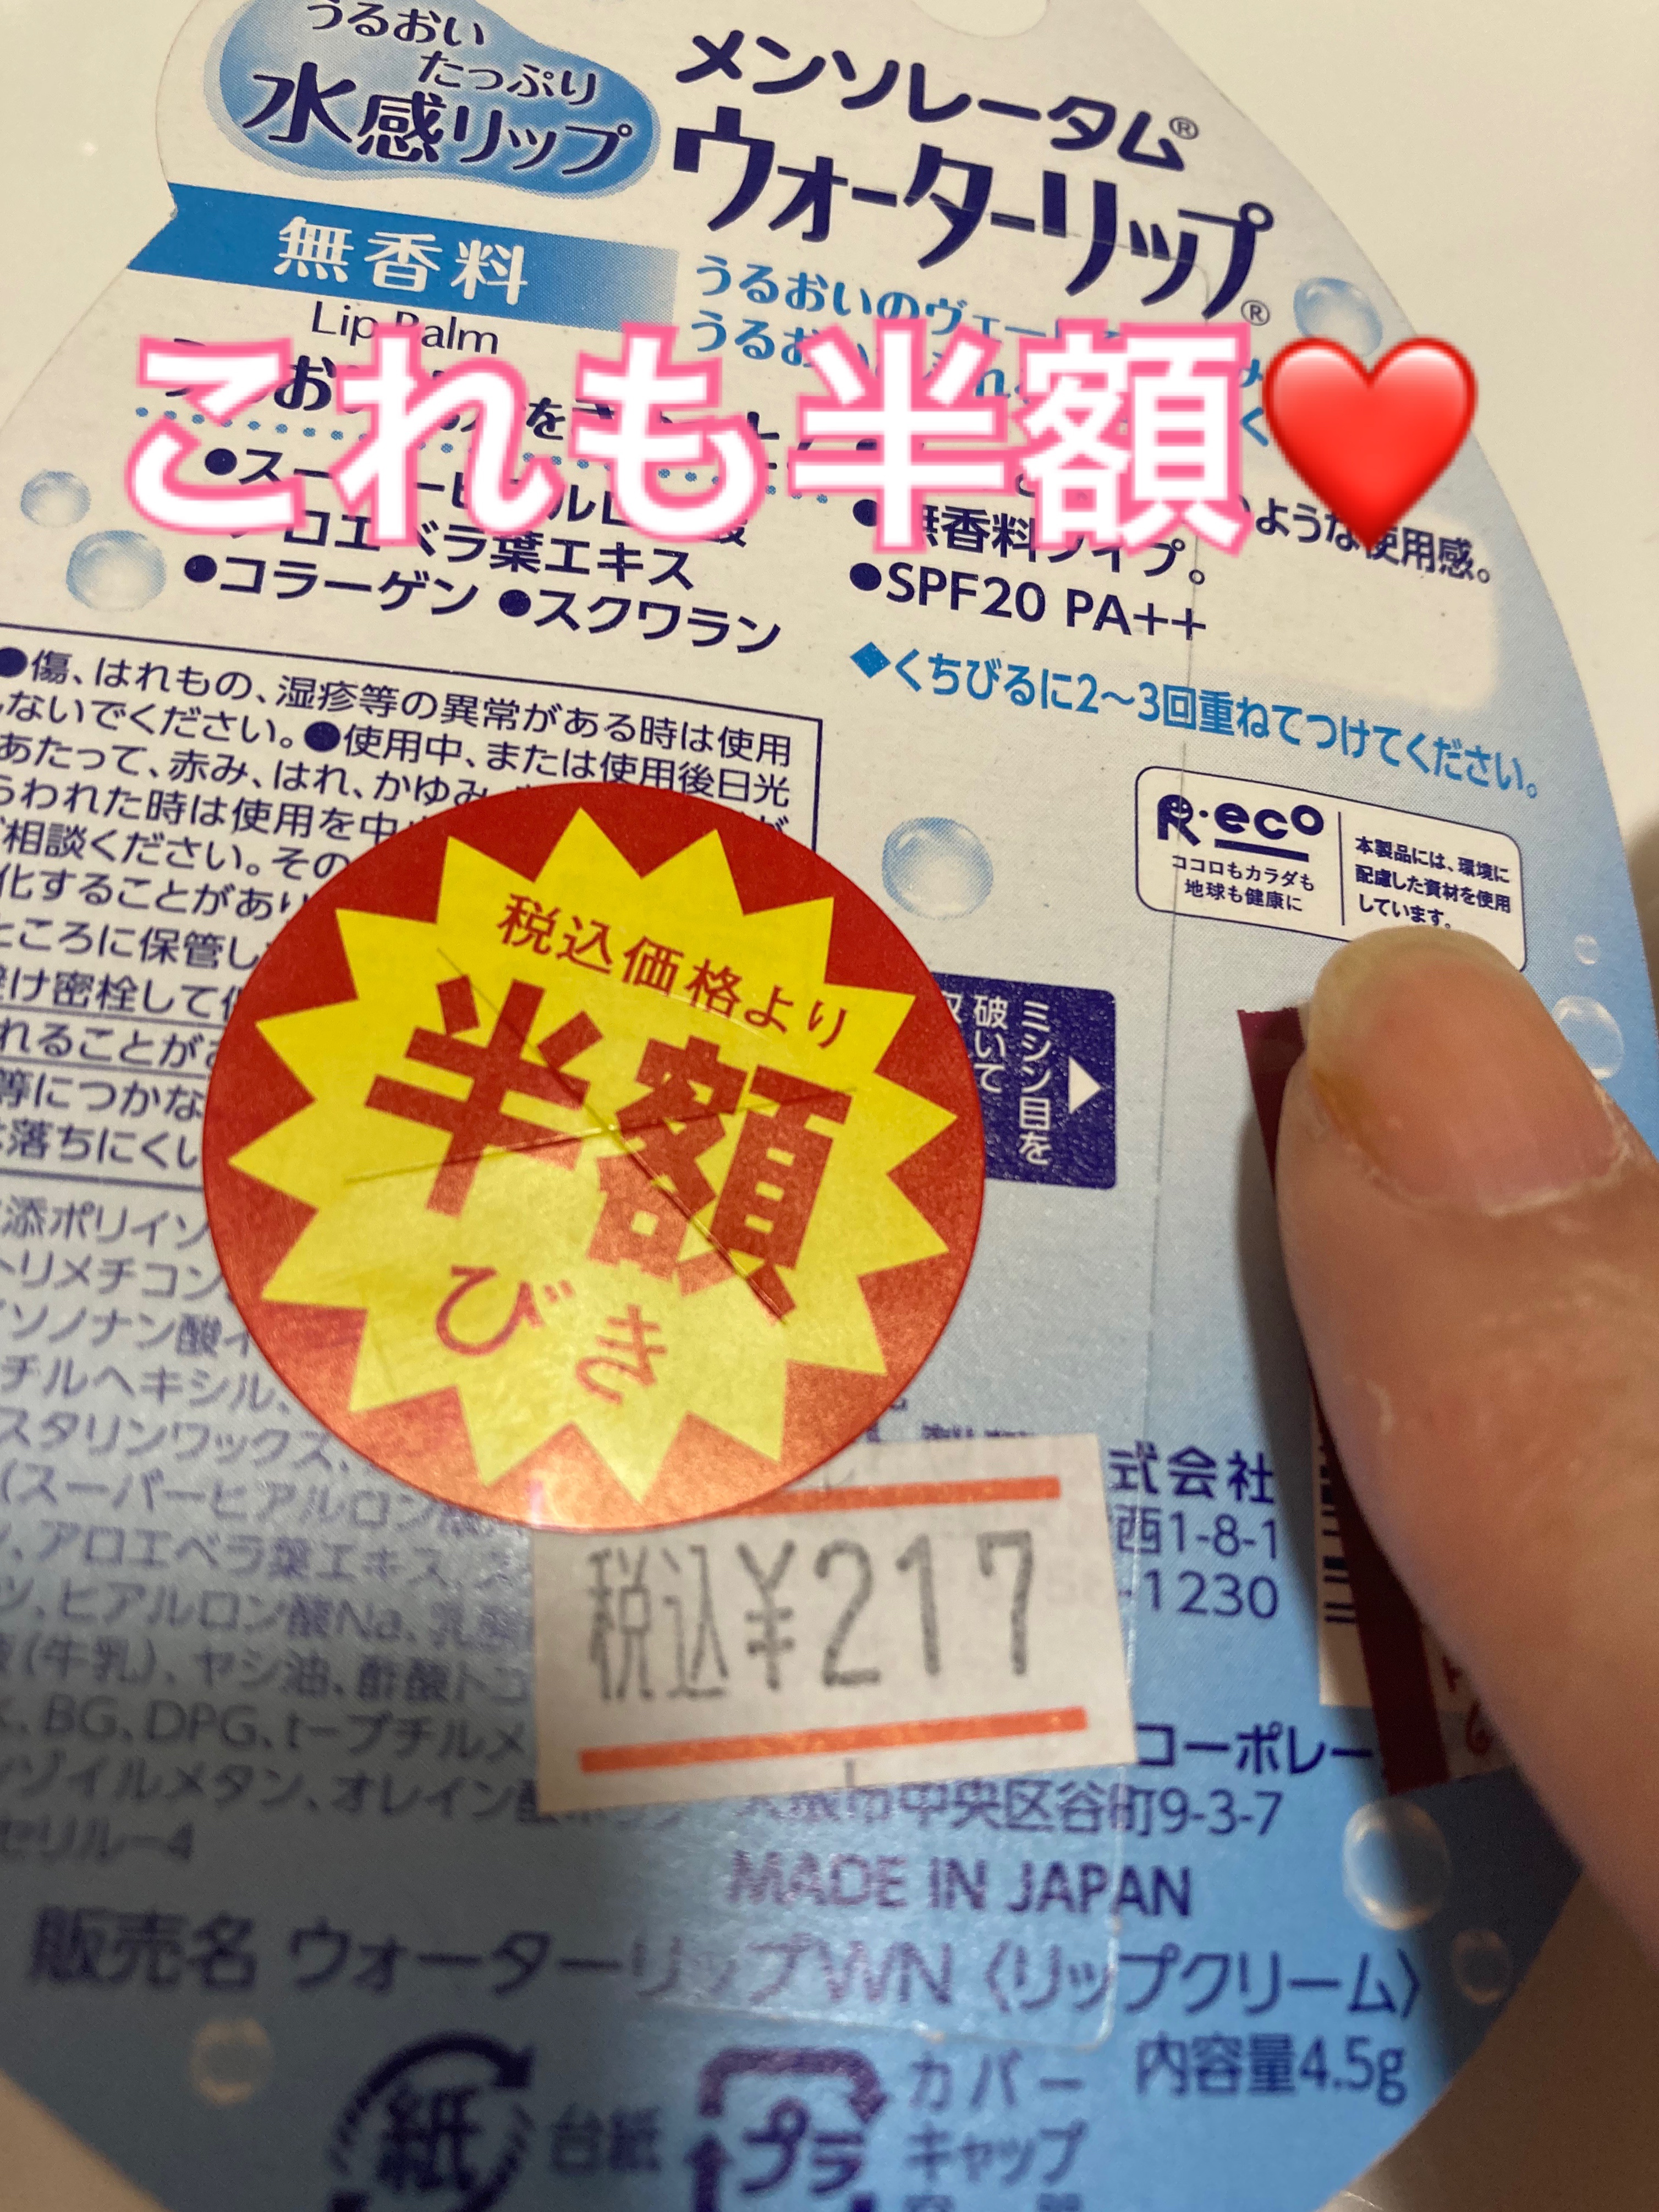 うるおい
たっぷり
水感リップ
メンソレータム®
ウォーターリップ®
無香料
Lip Balm
うるおいのヴェー
これも半額❤
アロエベラ葉エキス
●コラーゲン ●スクワラン
ような使用感。
●無香料タイプ。
●SPF20 PA++
◆くちびるに2〜3回重ねてつけてください。
●傷、はれもの、湿疹等の異常がある時は使用
ないでください。●使用中、または使用後日光
あたって、赤み、はれ、かゆみ
われた時は使用を中
相談ください。その
化することがあり
ところに保管し
け密栓して
れることが
等につかな
落ちにくい
R・eco
ココロもカラダも
地球も健康に
本製品には、環境に
配慮した資材を使用
しています。
ミシン目を
破いて
税込価格より
半額
びき
添ポリイソ
トリメチコン
イソノナン酸イ
チルヘキシル、
スタリンワックス、
(スーパーヒアルロン酸
、アロエベラ葉エキス、ス
ツ、ヒアルロン酸Na、乳酸
(牛乳)、ヤシ油、酢酸トコ
、BG、DPG、t-ブチルメ
ンゾイルメタン、オレイン酸ポリグ
セリル-4
税込¥217
式会社
西1-8-1
-1230
コーポレー
大阪市中央区谷町9-3-7
MADE IN JAPAN
販売名 ウォーターリップWN〈リップクリーム〉
内容量4.5g
紙
台紙
プラ
カバー
キャップ